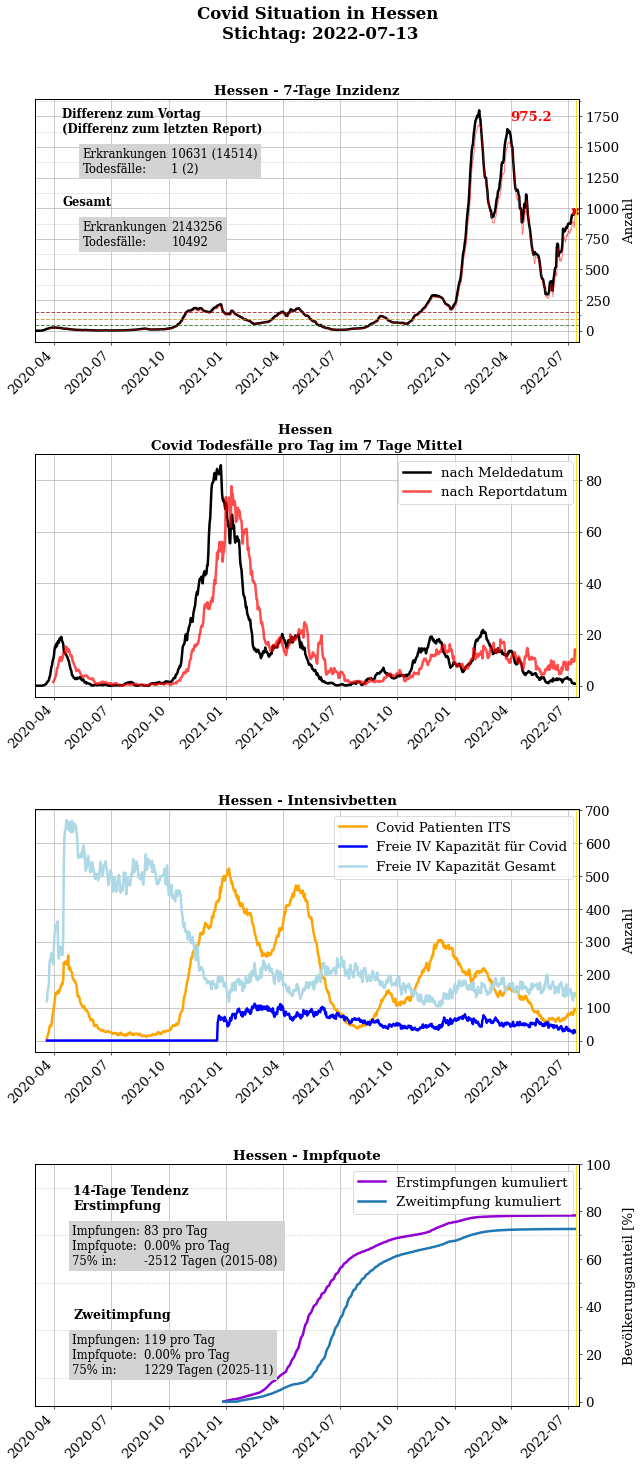 Covid Situation in Hessen
Stichtag: 2022-07-13
Hessen - 7-Tage Inzidenz
Differenz zum Vortag
(Differenz zum letzten Report)
Erkrankungen 10631 (14514)
Todesfälle: 1 (2)
Gesamt
Erkrankungen 2143256
Todesfälle: 10492
975.2
1750
1500
1250
1000
750
500
250
0
Anzahl
2020-04 2020-07 2020-10 2021-01 2021-04 2021-07 2021-10 2022-01 2022-04 2022-07
Hessen
Covid Todesfälle pro Tag im 7 Tage Mittel
nach Meldedatum
nach Reportdatum
80
60
40
20
0
2020-04 2020-07 2020-10 2021-01 2021-04 2021-07 2021-10 2022-01 2022-04 2022-07
Hessen - Intensivbetten
Covid Patienten ITS
Freie IV Kapazität für Covid
Freie IV Kapazität Gesamt
700
600
500
400
300
200
100
0
Anzahl
2020-04 2020-07 2020-10 2021-01 2021-04 2021-07 2021-10 2022-01 2022-04 2022-07
Hessen - Impfquote
14-Tage Tendenz
Erstimpfung
Impfungen: 83 pro Tag
Impfquote: 0.00% pro Tag
75% in: -2512 Tagen (2015-08)
Zweitimpfung
Impfungen: 119 pro Tag
Impfquote: 0.00% pro Tag
75% in: 1229 Tagen (2025-11)
Erstimpfungen kumuliert
Zweitimpfung kumuliert
100
80
60
40
20
0
Bevölkerungsanteil [%]
2020-04 2020-07 2020-10 2021-01 2021-04 2021-07 2021-10 2022-01 2022-04 2022-07